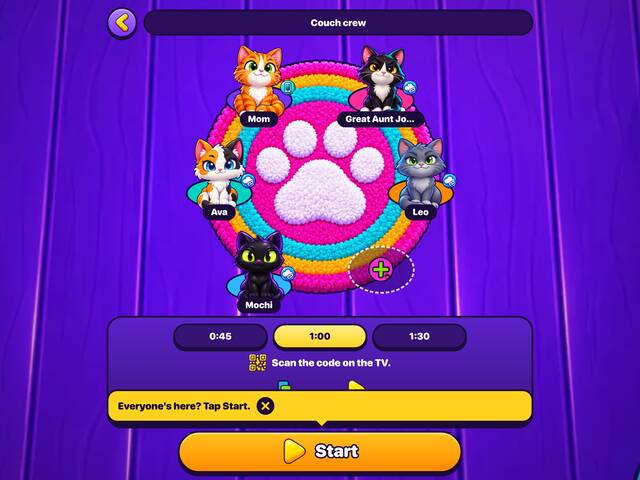 Couch crew
Mom
Great Aunt Jo...
Ava
Leo
Mochi
0:45
1:00
1:30
Scan the code on the TV.
Everyone's here? Tap Start.
Start